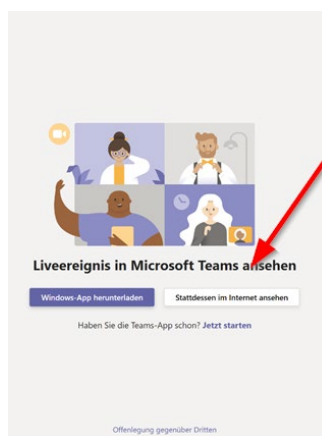 Liveereignis in Microsoft Teams ansehen
Windows-App herunterladen
Stattdessen im Internet ansehen
Haben Sie die Teams-App schon? Jetzt starten
Offenlegung gegenüber Dritten